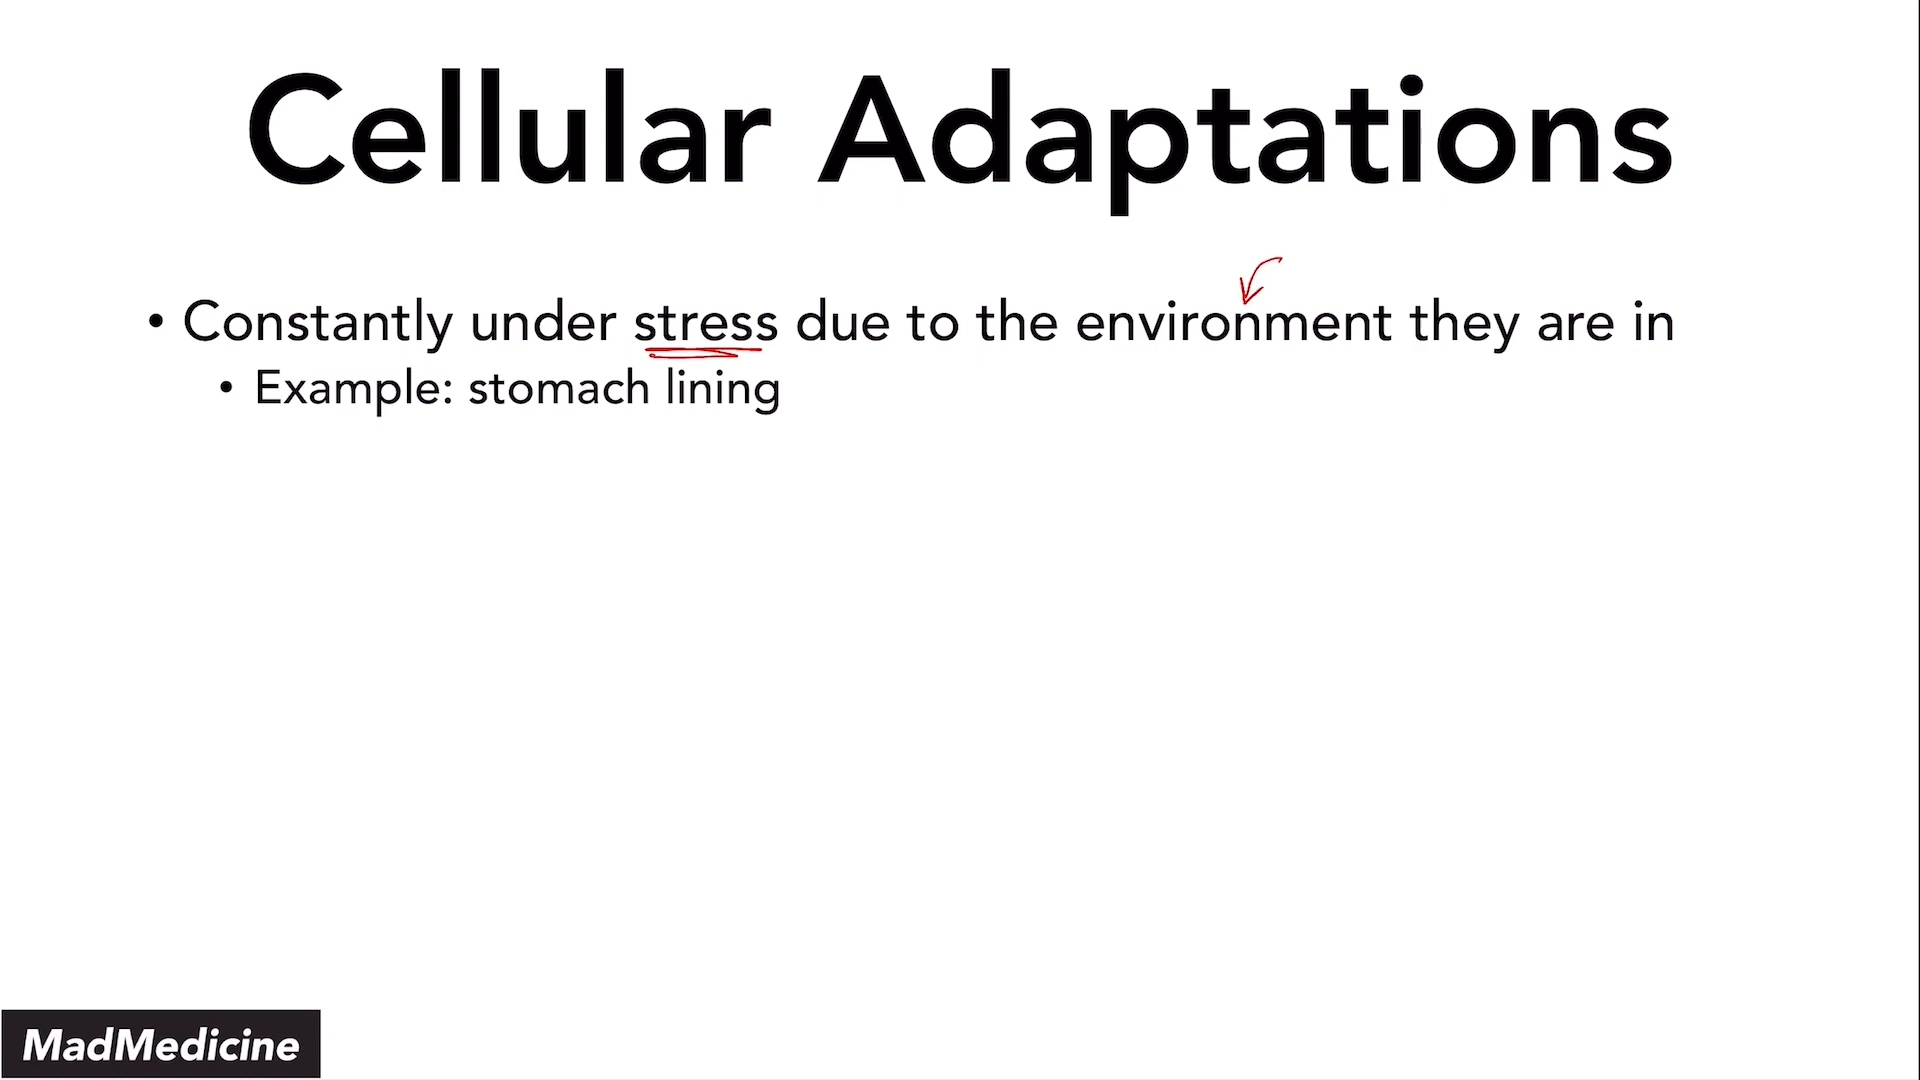 Cellular Adaptations
• Constantly under stress due to the environment they are in
• Example: stomach lining
MadMedicine